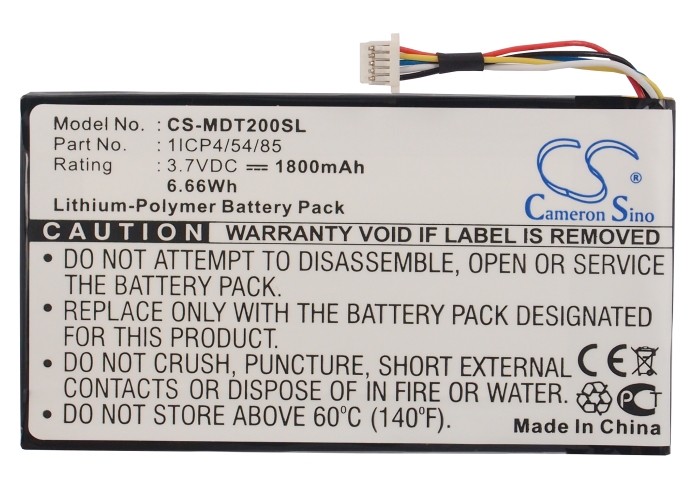 Model No. : CS-MDT200SL
Part No. : 1ICP4/54/85
Rating : 3.7VDC ⎓ 1800mAh
6.66Wh
Lithium-Polymer Battery Pack
CS ®
Cameron Sino
CAUTION WARRANTY VOID IF LABEL IS REMOVED
• DO NOT ATTEMPT TO DISASSEMBLE, OPEN OR SERVICE
THE BATTERY PACK.
• REPLACE ONLY WITH THE BATTERY PACK DESIGNATED
FOR THIS PRODUCT.
• DO NOT CRUSH, PUNCTURE, SHORT EXTERNAL
CONTACTS, OR DISPOSE OF IN FIRE OR WATER.
• DO NOT STORE ABOVE 60ºC (140ºF).
CE
PCT
Made In China